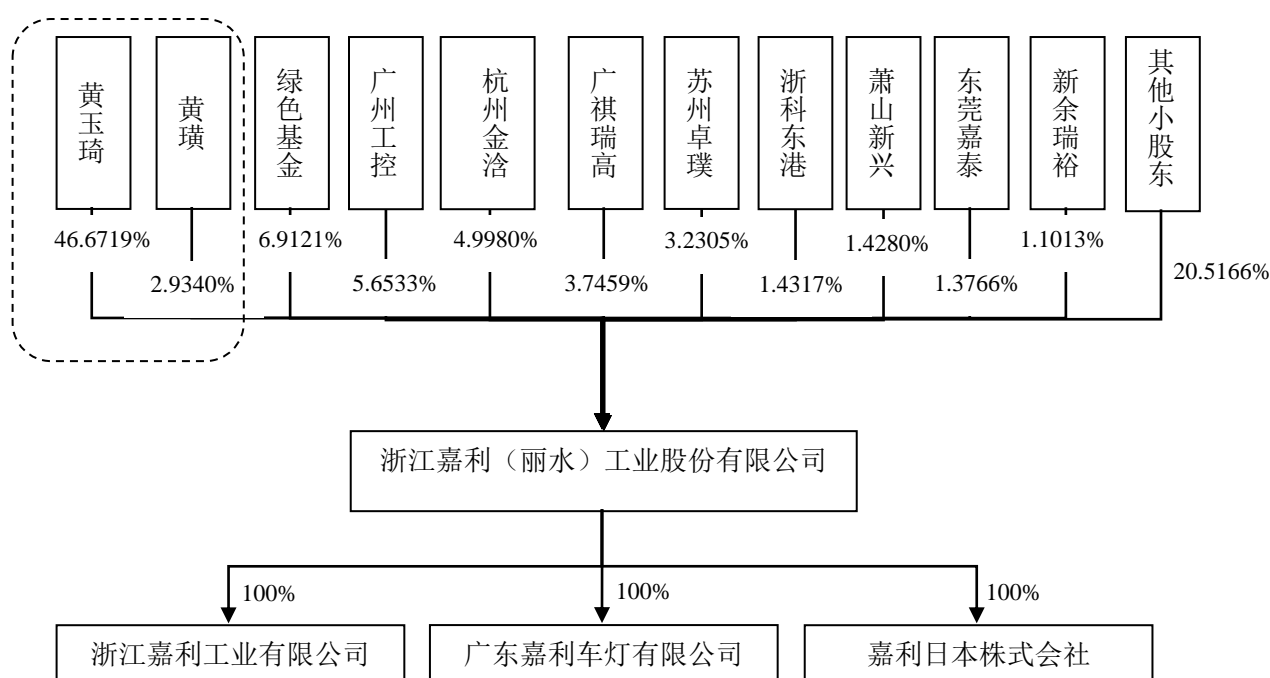 黄玉琦
黄璜
绿色基金
广州工控
杭州金浛
广祺瑞高
苏州卓璞
浙科东港
萧山新兴
东莞嘉泰
新余瑞裕
其他小股东
46.6719%
2.9340%
6.9121%
5.6533%
4.9980%
3.7459%
3.2305%
1.4317%
1.4280%
1.3766%
1.1013%
20.5166%
浙江嘉利（丽水）工业股份有限公司
100%
100%
100%
浙江嘉利工业有限公司
广东嘉利车灯有限公司
嘉利日本株式会社